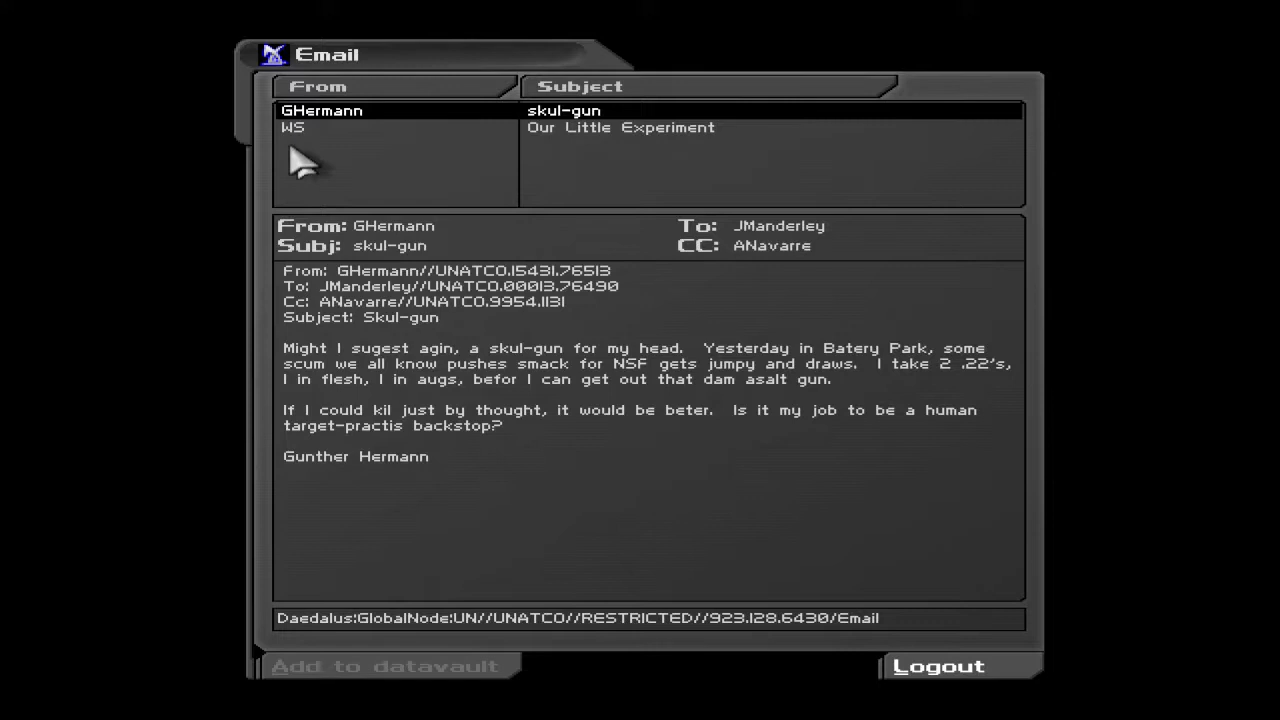 Email
From Subject
GHermann skul-gun
WS Our Little Experiment
From: GHermann To: JManderley
Subj: skul-gun CC: ANavarre
From: GHermann//UNATCO.15431.76513
To: JManderley//UNATCO.00013.76490
Cc: ANavarre//UNATCO.9954.1131
Subject: Skul-gun
Might I sugest agin, a skul-gun for my head. Yesterday in Batery Park, some
scum we all know pushes smack for NSF gets jumpy and draws. I take 2 .22's,
1 in flesh, 1 in augs, befor I can get out that dam asalt gun.
If I could kil just by thought, it would be beter. Is it my job to be a human
target-practis backstop?
Gunther Hermann
Daedalus:GlobalNode:UN//UNATCO//RESTRICTED//923.128.6430/Email
Add to datavault Logout